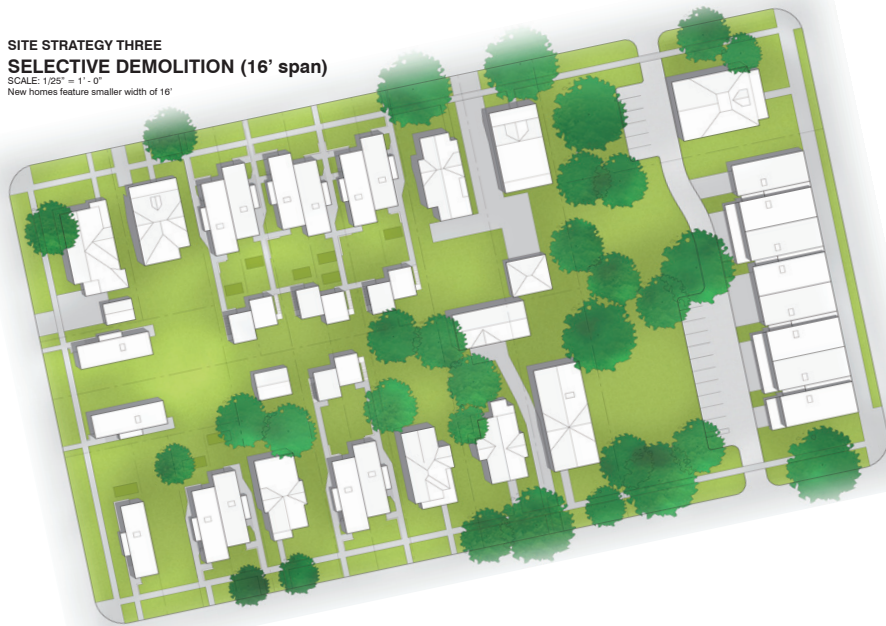 SITE STRATEGY THREE
SELECTIVE DEMOLITION (16’ span)
SCALE: 1/25” = 1’ - 0”
New homes feature smaller width of 16’